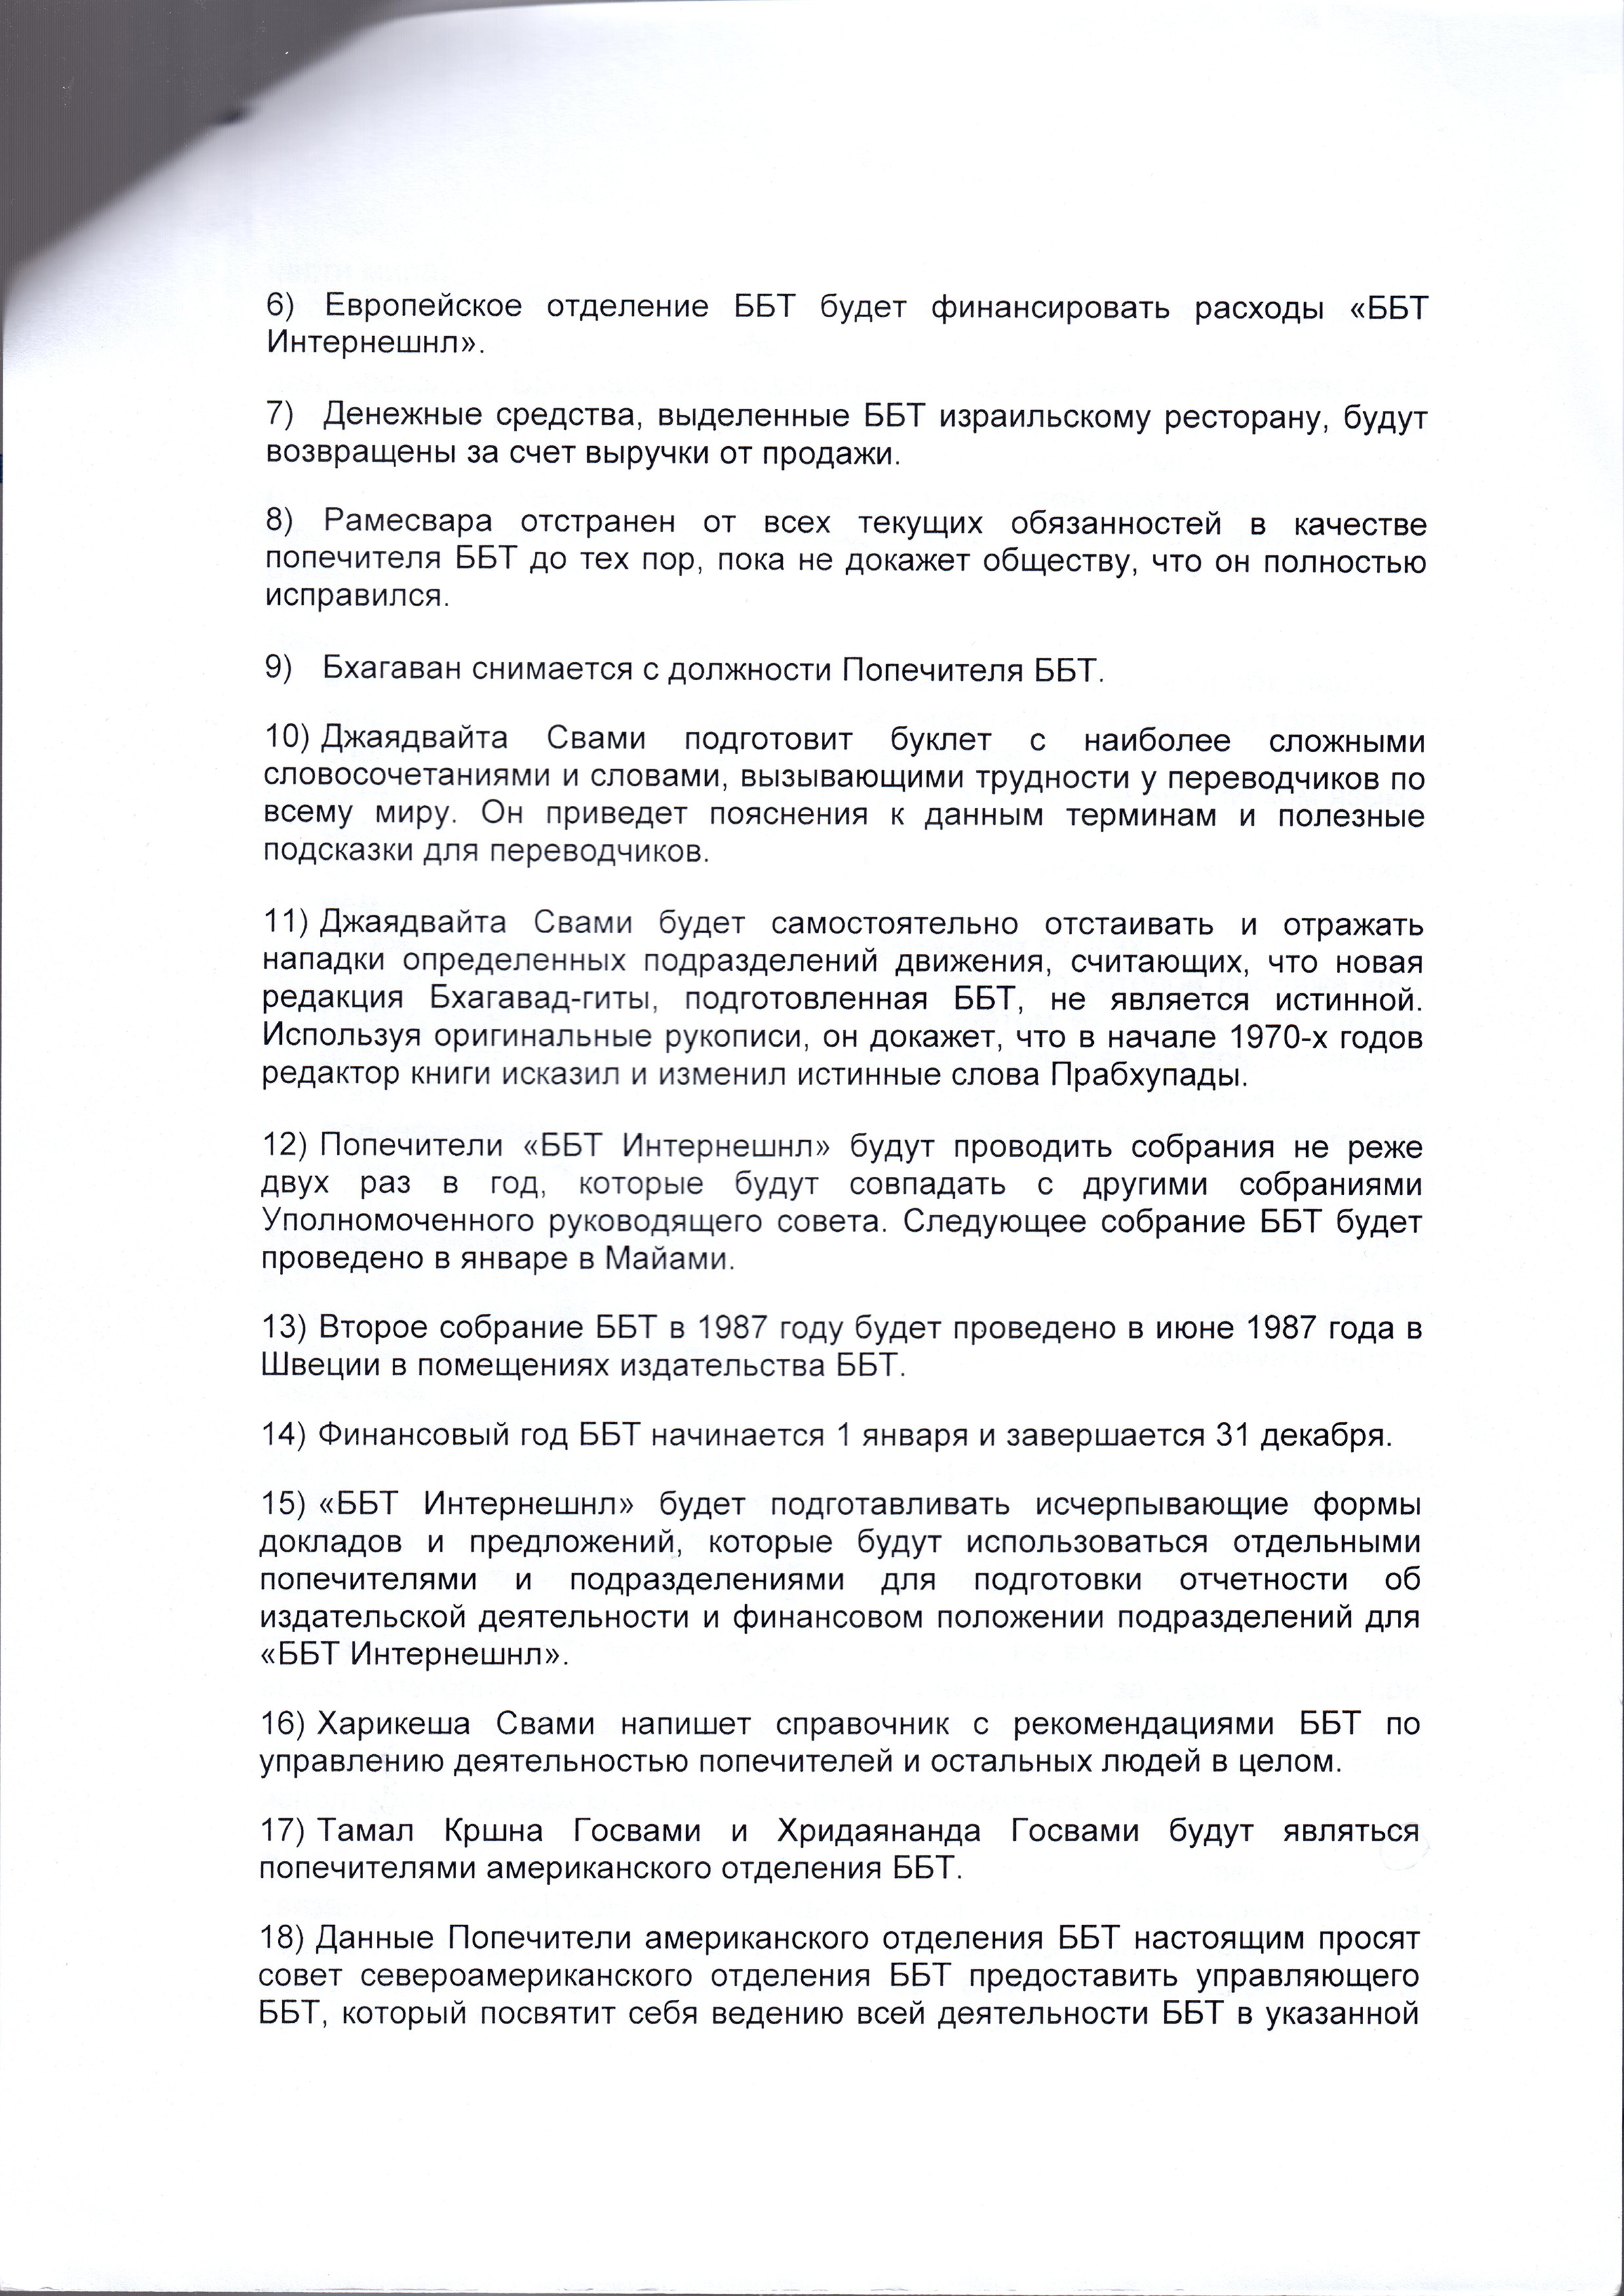 6) Европейское отделение ББТ будет финансировать расходы «ББТ
Интернешнл».
7) Денежные средства, выделенные ББТ израильскому ресторану, будут
возвращены за счет выручки от продажи.
8) Рамесвара отстранен от всех текущих обязанностей в качестве
попечителя ББТ до тех пор, пока не докажет обществу, что он полностью
исправился.
9) Бхагаван снимается с должности Попечителя ББТ.
10) Джаядвайта Свами подготовит буклет с наиболее сложными
словосочетаниями и словами, вызывающими трудности у переводчиков по
всему миру. Он приведет пояснения к данным терминам и полезные
подсказки для переводчиков.
11) Джаядвайта Свами будет самостоятельно отстаивать и отражать
нападки определенных подразделений движения, считающих, что новая
редакция Бхагавад-гиты, подготовленная ББТ, не является истинной.
Используя оригинальные рукописи, он докажет, что в начале 1970-х годов
редактор книги исказил и изменил истинные слова Прабхупады.
12) Попечители «ББТ Интернешнл» будут проводить собрания не реже
двух раз в год, которые будут совпадать с другими собраниями
Уполномоченного руководящего совета. Следующее собрание ББТ будет
проведено в январе в Майами.
13) Второе собрание ББТ в 1987 году будет проведено в июне 1987 года в
Швеции в помещениях издательства ББТ.
14) Финансовый год ББТ начинается 1 января и завершается 31 декабря.
15) «ББТ Интернешнл» будет подготавливать исчерпывающие формы
докладов и предложений, которые будут использоваться отдельными
попечителями и подразделениями для подготовки отчетности об
издательской деятельности и финансовом положении подразделений для
«ББТ Интернешнл».
16) Харикеша Свами напишет справочник с рекомендациями ББТ по
управлению деятельностью попечителей и остальных людей в целом.
17) Тамал Кршна Госвами и Хридаянанда Госвами будут являться
попечителями американского отделения ББТ.
18) Данные Попечители американского отделения ББТ настоящим просят
совет североамериканского отделения ББТ предоставить управляющего
ББТ, который посвятит себя ведению всей деятельности ББТ в указанной